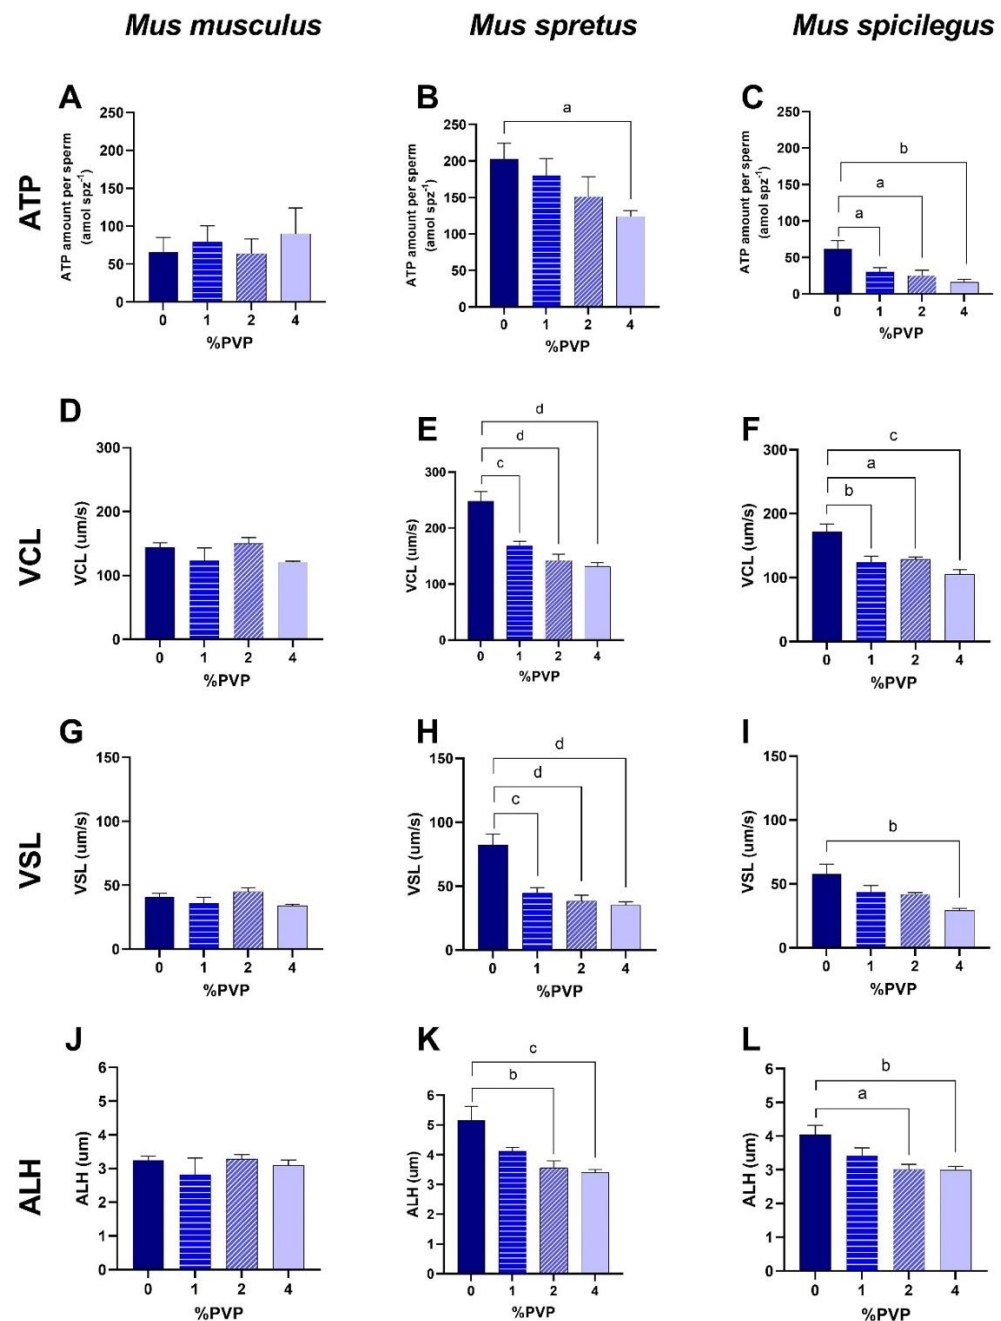 Mus musculus Mus spretus Mus spicilegus
ATP
A
ATP amount per sperm
(amol spz⁻¹)
250
200
150
100
50
0
0 1 2 4
%PVP
B
ATP amount per sperm
(amol spz⁻¹)
250
200
150
100
50
0
a
0 1 2 4
%PVP
C
ATP amount per sperm
(amol spz⁻¹)
250
200
150
100
50
0
b
a
a
0 1 2 4
%PVP
VCL
D
VCL (um/s)
300
200
100
0
0 1 2 4
%PVP
E
VCL (um/s)
300
200
100
0
d
d
c
0 1 2 4
%PVP
F
VCL (um/s)
300
200
100
0
c
a
b
0 1 2 4
%PVP
VSL
G
VSL (um/s)
150
100
50
0
0 1 2 4
%PVP
H
VSL (um/s)
150
100
50
0
d
d
c
0 1 2 4
%PVP
I
VSL (um/s)
150
100
50
0
b
0 1 2 4
%PVP
ALH
J
ALH (um)
6
5
4
3
2
1
0
0 1 2 4
%PVP
K
ALH (um)
6
5
4
3
2
1
0
c
b
0 1 2 4
%PVP
L
ALH (um)
6
5
4
3
2
1
0
b
a
0 1 2 4
%PVP